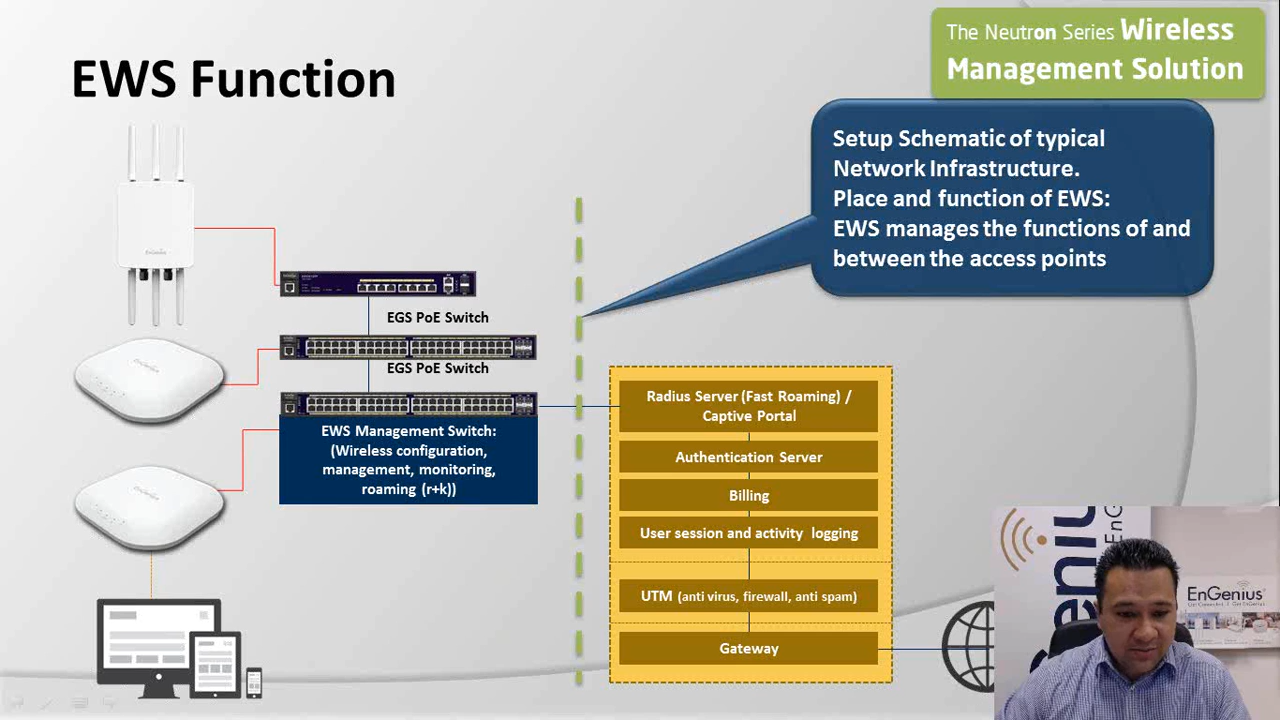 The Neutron Series Wireless
Management Solution
EWS Function
Setup Schematic of typical
Network Infrastructure.
Place and function of EWS:
EWS manages the functions of and
between the access points
EnGenius
EGS PoE Switch
EGS PoE Switch
EWS Management Switch:
(Wireless configuration,
management, monitoring,
roaming (r+k))
Radius Server (Fast Roaming) /
Captive Portal
Authentication Server
Billing
User session and activity logging
UTM (anti virus, firewall, anti spam)
Gateway
EnGenius